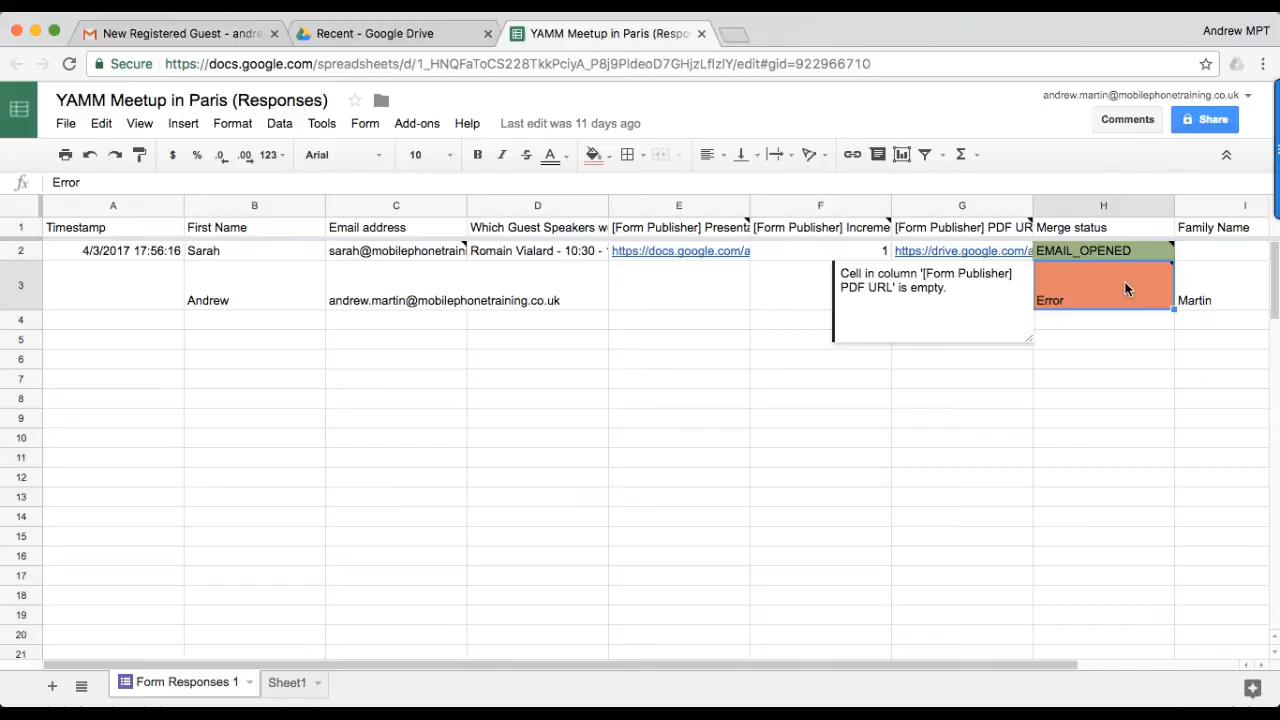 New Registered Guest - andre
Recent - Google Drive
YAMM Meetup in Paris (Respo
Andrew MPT
Secure
https://docs.google.com/spreadsheets/d/1_HNQFaToCS228TkkPciyA_P8j9PldeoD7GHjzLfIzlY/edit#gid=922966710
YAMM Meetup in Paris (Responses)
andrew.martin@mobilephonetraining.co.uk
File Edit View Insert Format Data Tools Form Add-ons Help Last edit was 11 days ago
Comments
Share
$ % .0 .00 123 Arial 10 B I S A
fx Error
A B C D E F G H I
1 Timestamp First Name Email address Which Guest Speakers w [Form Publisher] Present [Form Publisher] Increme [Form Publisher] PDF UR Merge status Family Name
2 4/3/2017 17:56:16 Sarah sarah@mobilephonetrain Romain Vialard - 10:30 - https://docs.google.com/a 1 https://drive.google.com/a EMAIL_OPENED
Cell in column '[Form Publisher]
PDF URL' is empty.
3 Andrew andrew.martin@mobilephonetraining.co.uk Error Martin
4
5
6
7
8
9
10
11
12
13
14
15
16
17
18
19
20
21
Form Responses 1
Sheet1